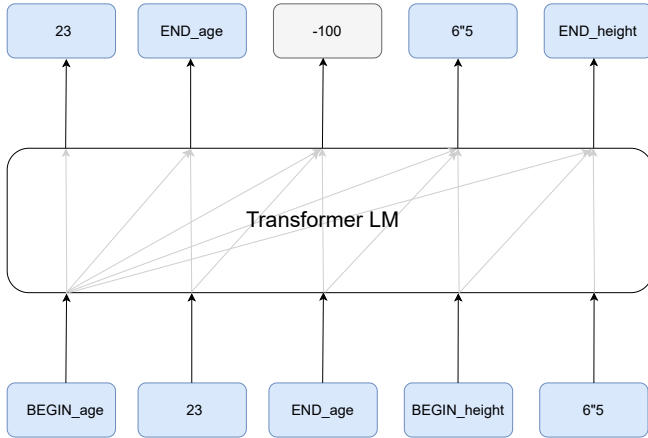 23
END_age
-100
6"5
END_height
Transformer LM
BEGIN_age
23
END_age
BEGIN_height
6"5